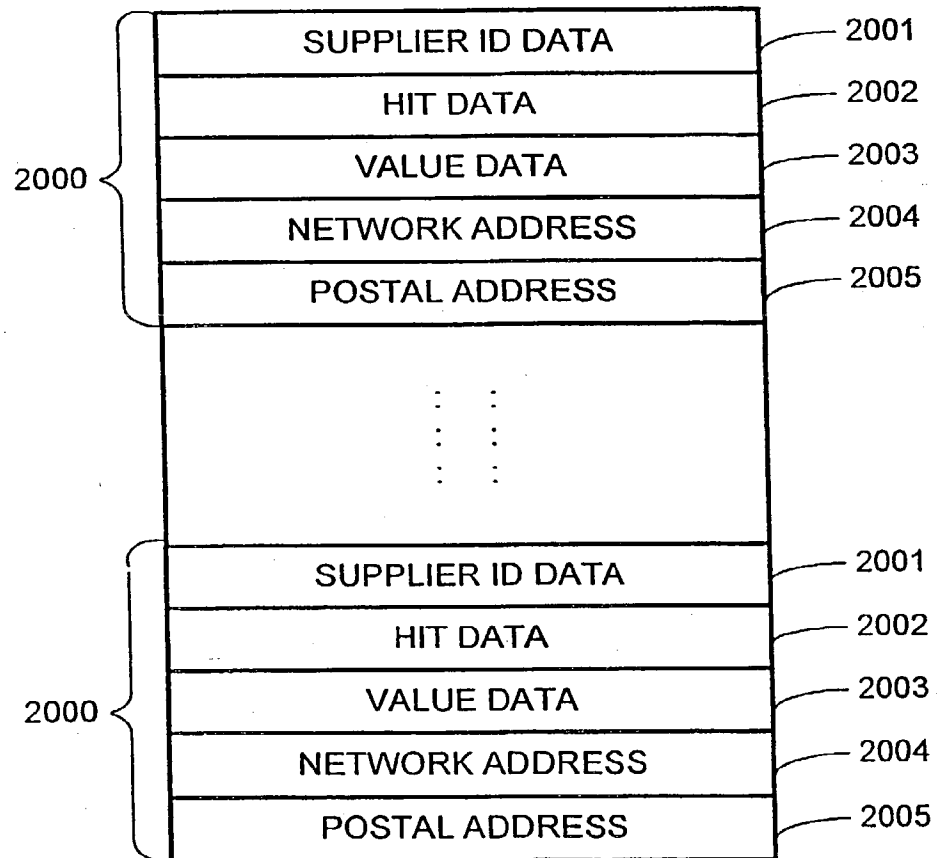 SUPPLIER ID DATA 2001
HIT DATA 2002
VALUE DATA 2003
2000
NETWORK ADDRESS 2004
POSTAL ADDRESS 2005
SUPPLIER ID DATA 2001
HIT DATA 2002
VALUE DATA 2003
2000
NETWORK ADDRESS 2004
POSTAL ADDRESS 2005